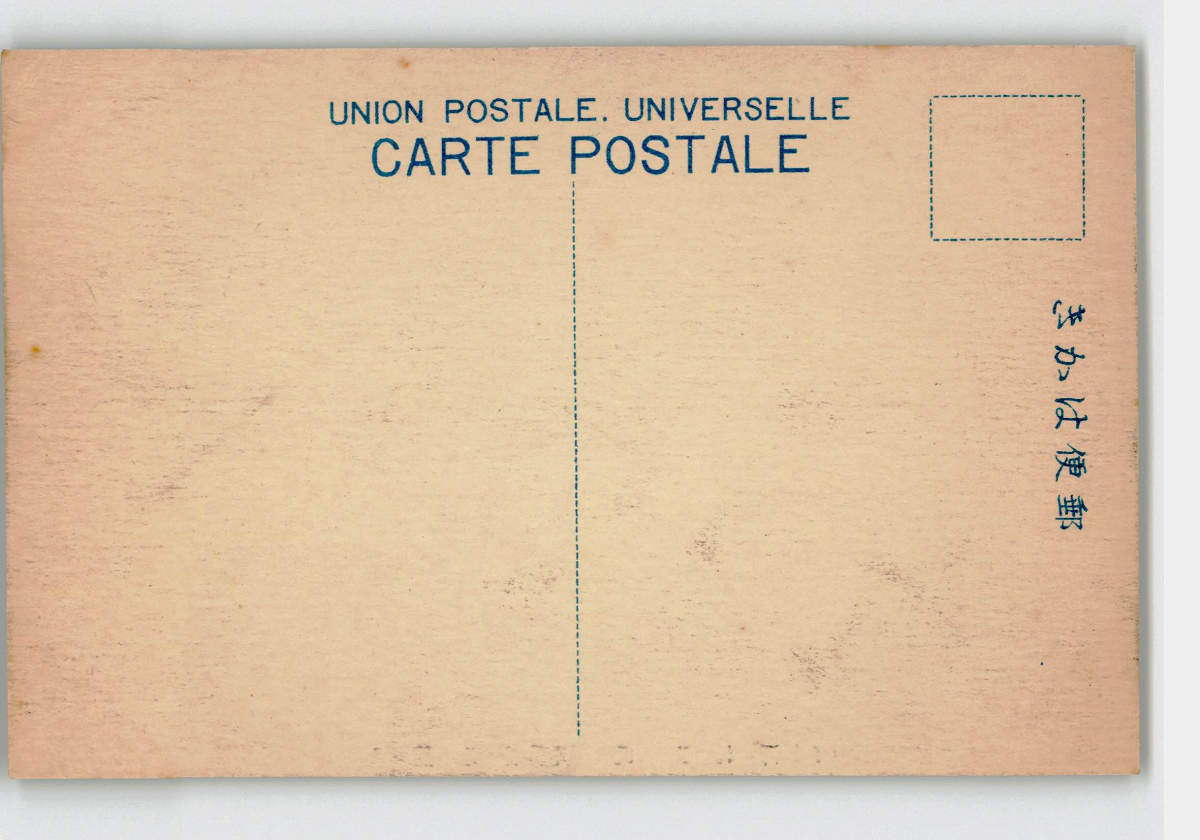 UNION POSTALE. UNIVERSELLE
CARTE POSTALE
郵便はかき